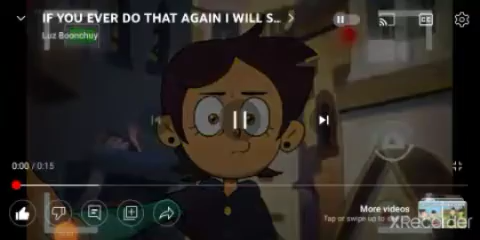 IF YOU EVER DO THAT AGAIN I WILL S..
Luz Boonchuy
CC
0:00 / 0:15
More videos
Tap or swipe up to
XRecorder